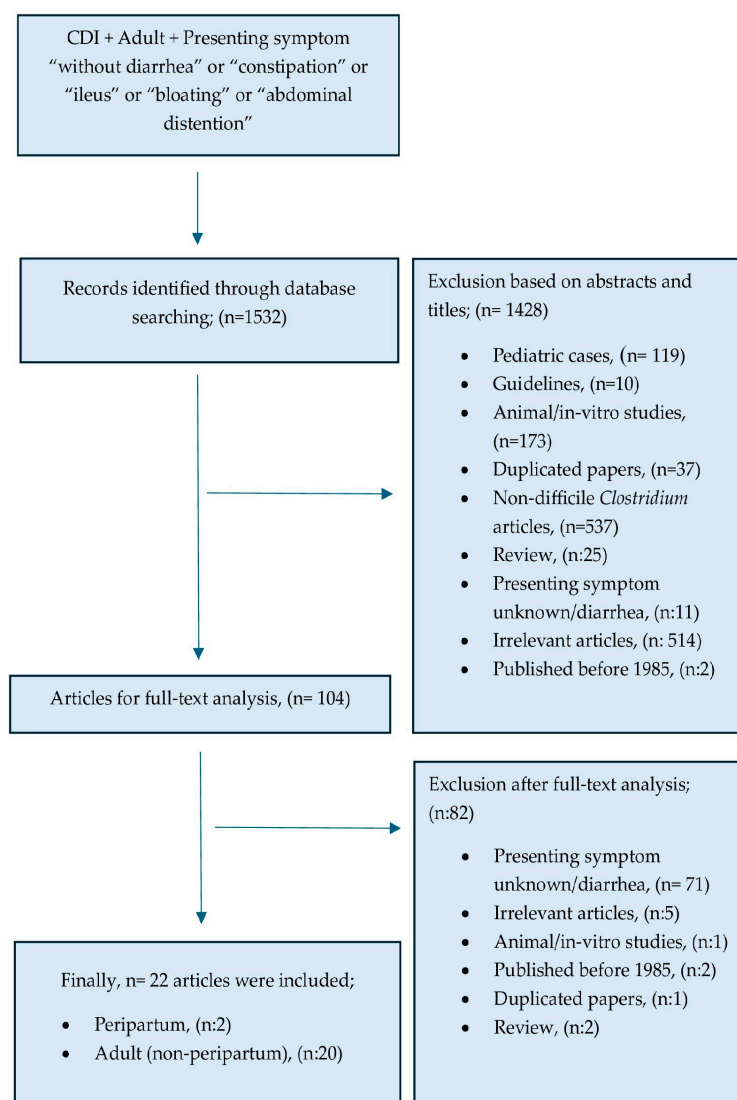 CDI + Adult + Presenting symptom
“without diarrhea” or “constipation” or
“ileus” or “bloating” or “abdominal
distention”
Records identified through database
searching; (n=1532)
Exclusion based on abstracts and
titles; (n= 1428)
• Pediatric cases, (n= 119)
• Guidelines, (n=10)
• Animal/in-vitro studies,
(n=173)
• Duplicated papers, (n=37)
• Non-difficile Clostridium
articles, (n=537)
• Review, (n:25)
• Presenting symptom
unknown/diarrhea, (n:11)
• Irrelevant articles, (n: 514)
• Published before 1985, (n:2)
Articles for full-text analysis, (n= 104)
Exclusion after full-text analysis;
(n:82)
• Presenting symptom
unknown/diarrhea, (n= 71)
• Irrelevant articles, (n:5)
• Animal/in-vitro studies, (n:1)
• Published before 1985, (n:2)
• Duplicated papers, (n:1)
• Review, (n:2)
Finally, n= 22 articles were included;
• Peripartum, (n:2)
• Adult (non-peripartum), (n:20)